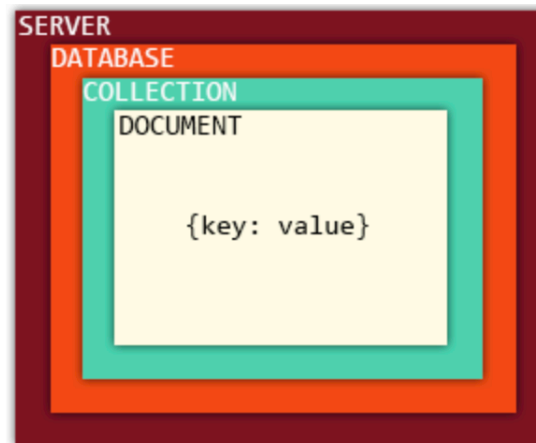 SERVER
DATABASE
COLLECTION
DOCUMENT
{key: value}